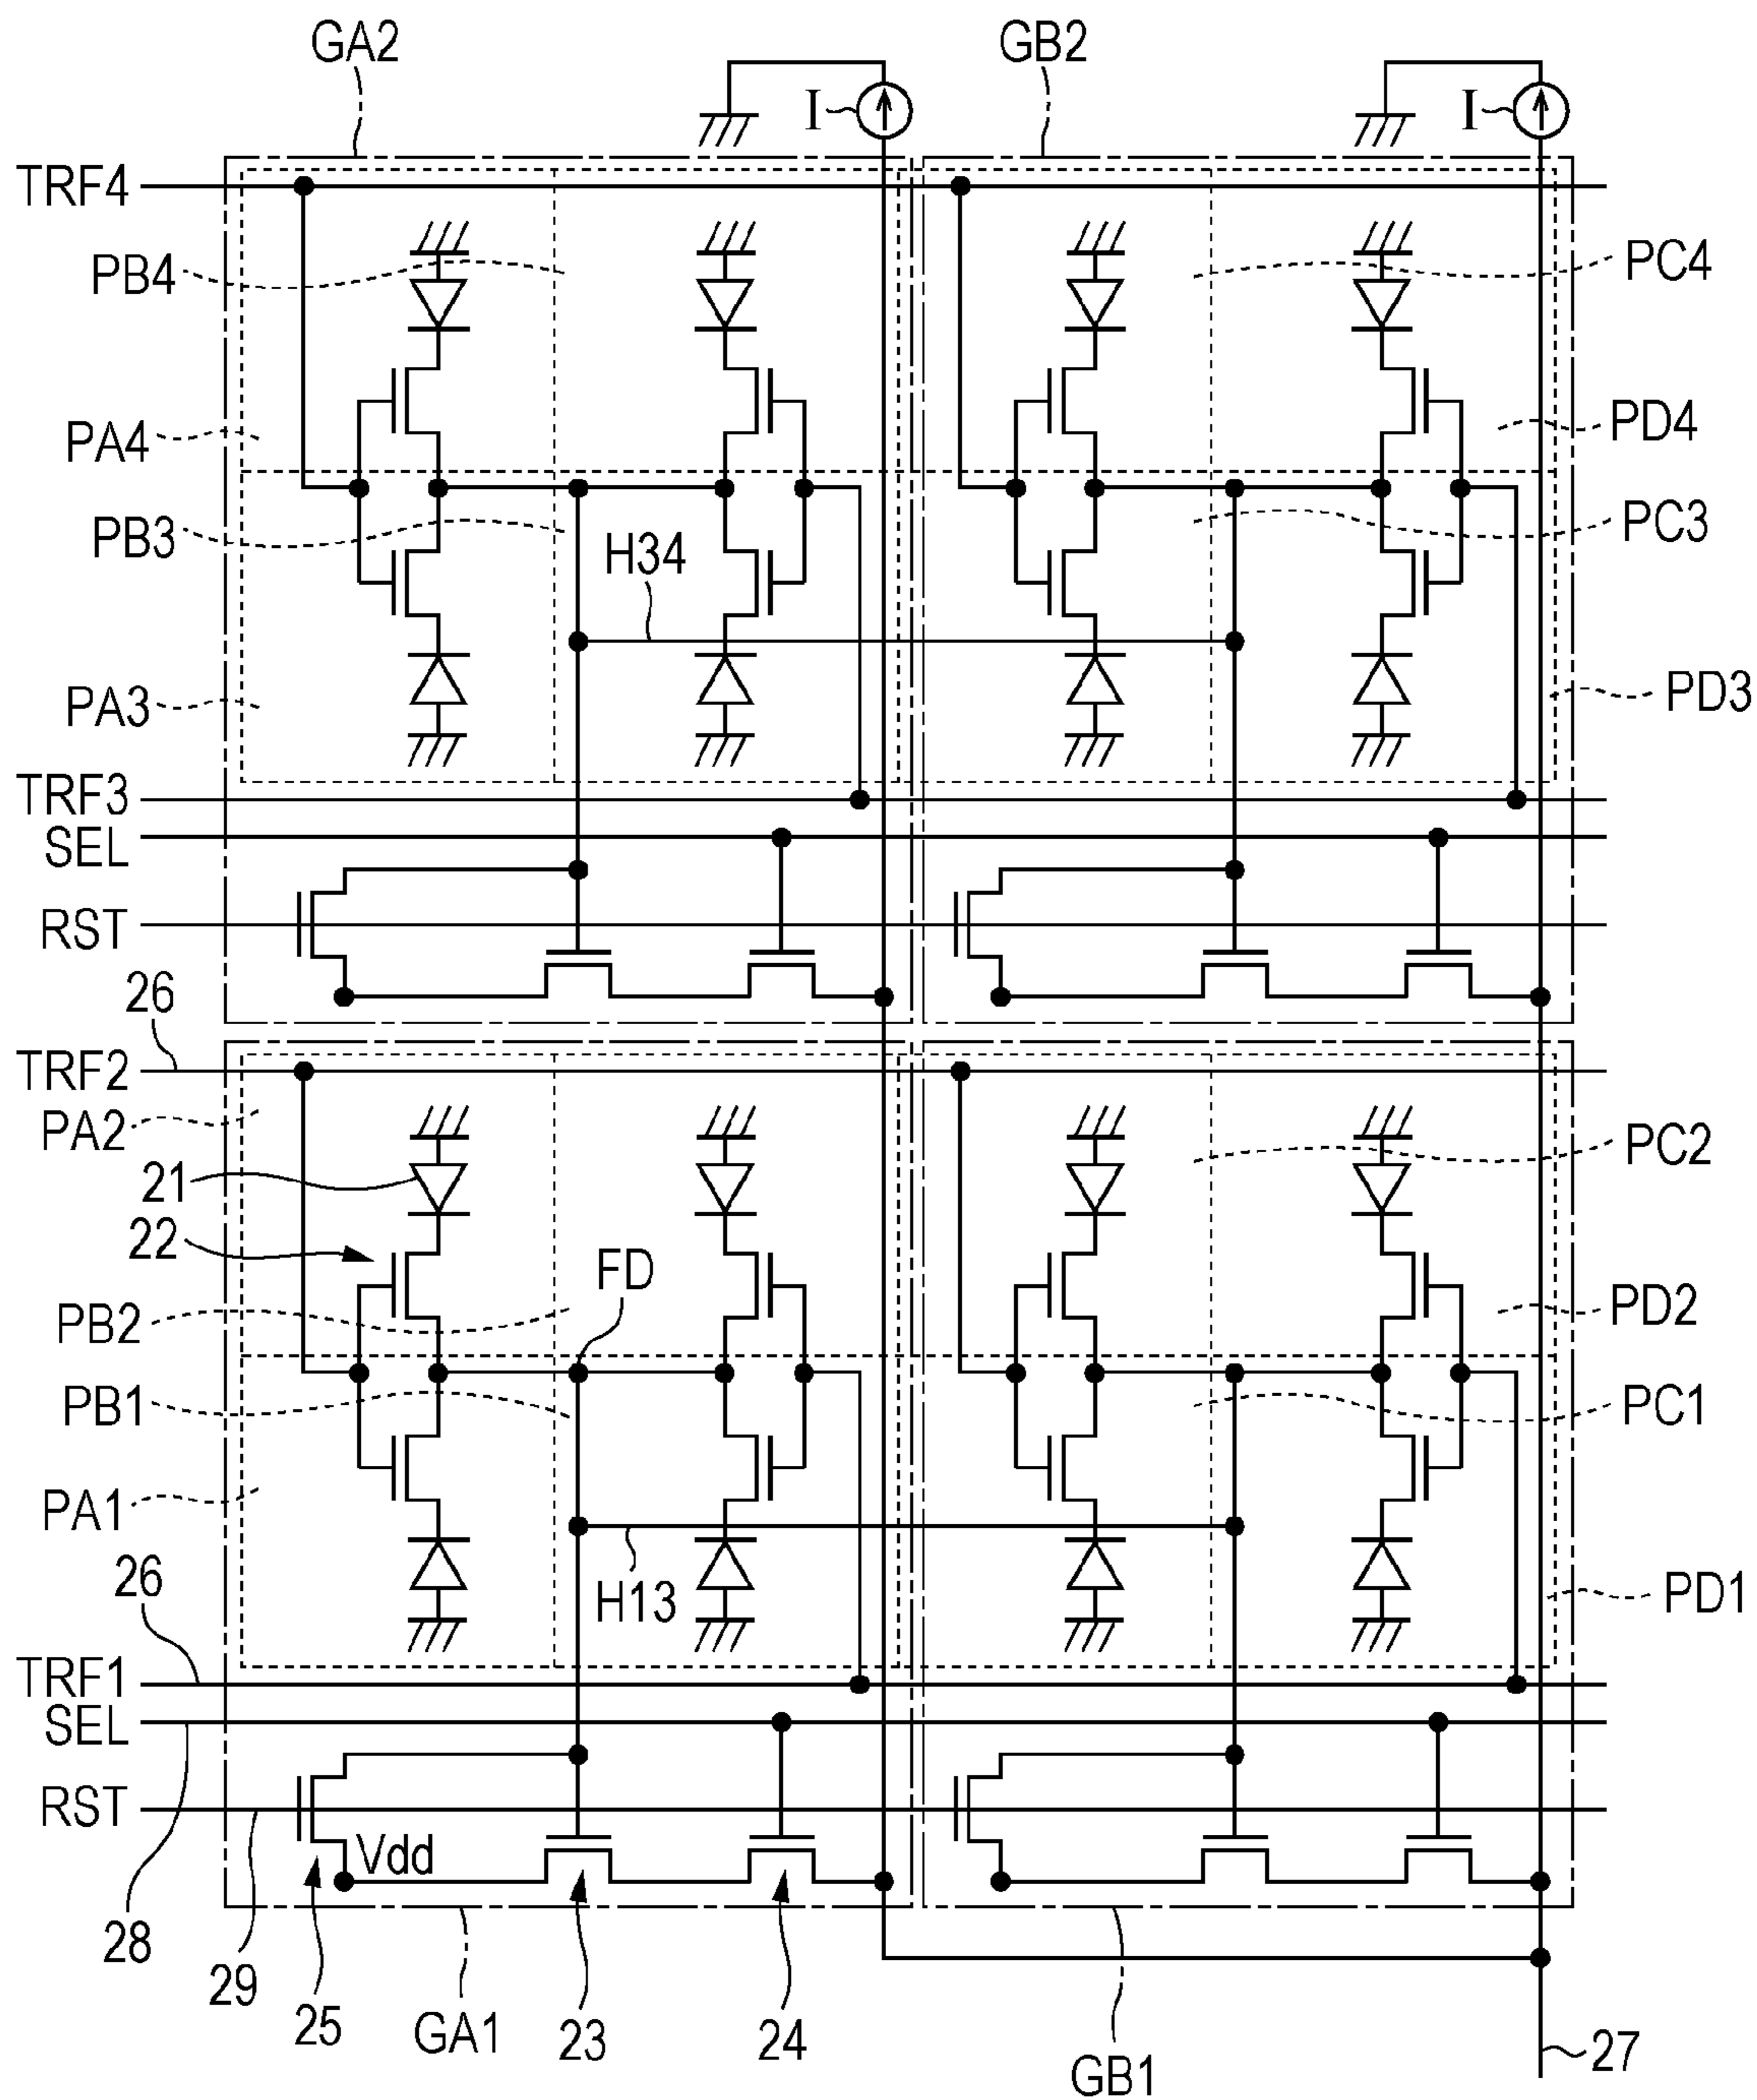 GA2
GB2
I
I
TRF4
PB4
PC4
PA4
PD4
PB3
H34
PC3
PA3
PD3
TRF3
SEL
RST
26
TRF2
PA2
PC2
21
22
FD
PB2
PD2
PB1
PC1
PA1
26
H13
PD1
TRF1
SEL
RST
Vdd
28
29
25
GA1
23
24
GB1
27